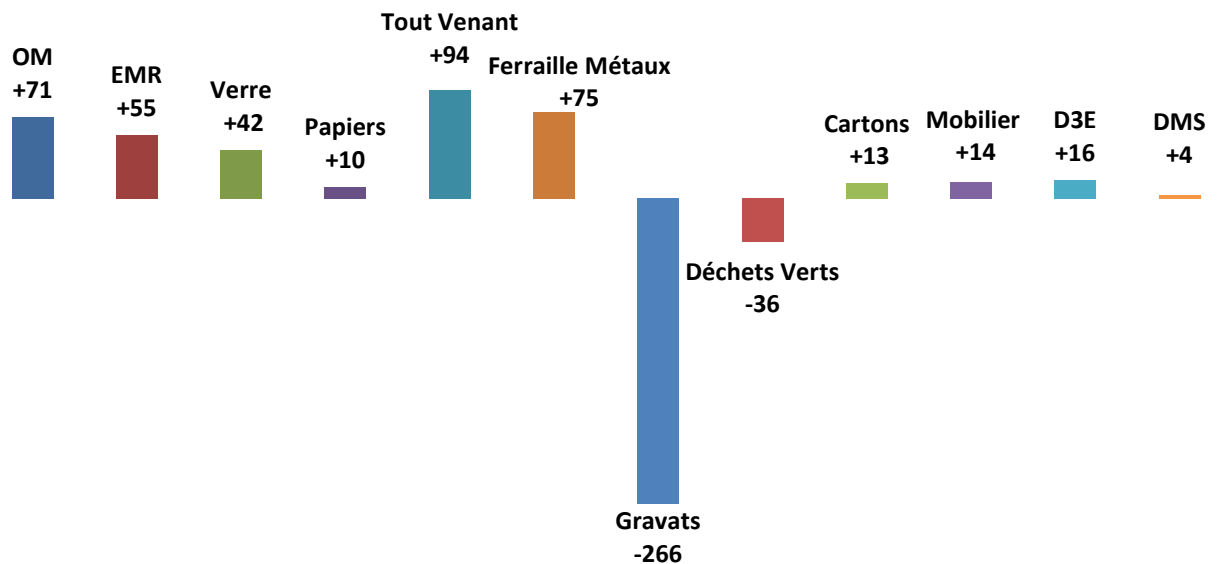 OM
+71
EMR
+55
Verre
+42
Papiers
+10
Tout Venant
+94
Ferraille Métaux
+75
Gravats
-266
Déchets Verts
-36
Cartons
+13
Mobilier
+14
D3E
+16
DMS
+4